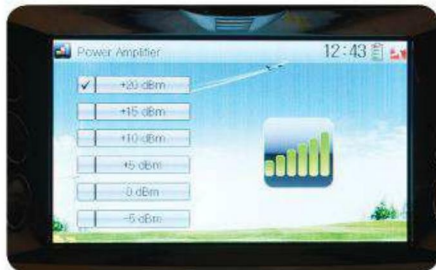 Power Amplifier 12:43
+20 dBm
+15 dBm
+10 dBm
+5 dBm
0 dBm
-5 dBm